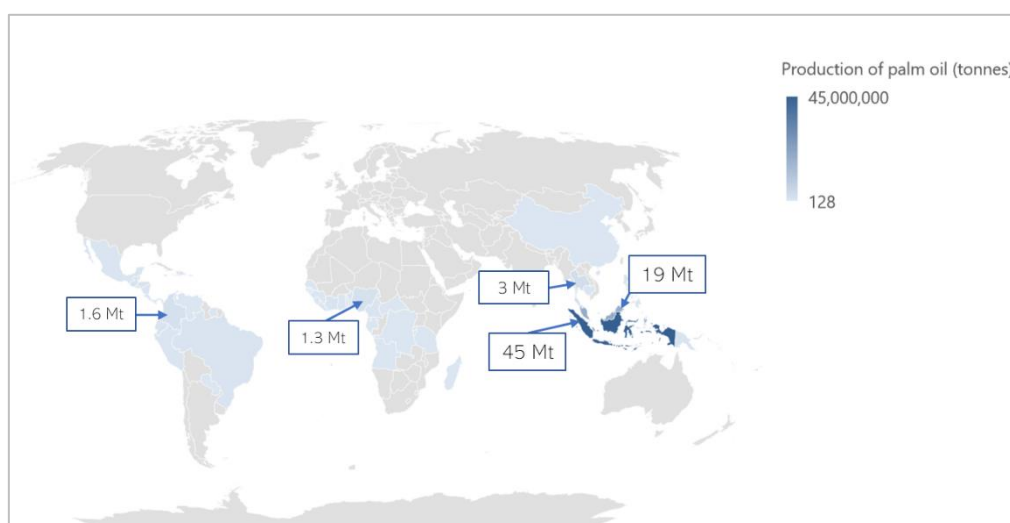 Production of palm oil (tonnes)
45,000,000
128
19 Mt
3 Mt
1.6 Mt
1.3 Mt
45 Mt